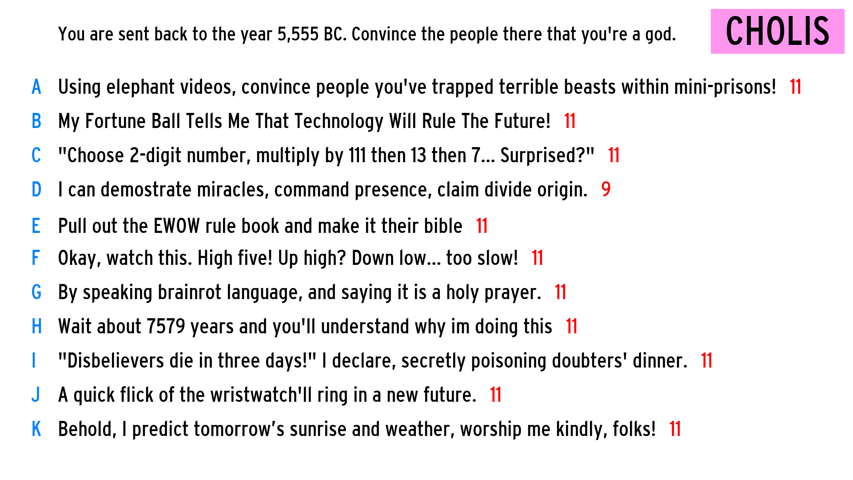 You are sent back to the year 5,555 BC. Convince the people there that you're a god.
CHOLIS
A Using elephant videos, convince people you've trapped terrible beasts within mini-prisons! 11
B My Fortune Ball Tells Me That Technology Will Rule The Future! 11
C "Choose 2-digit number, multiply by 111 then 13 then 7... Surprised?" 11
D I can demostrate miracles, command presence, claim divide origin. 9
E Pull out the EWOW rule book and make it their bible 11
F Okay, watch this. High five! Up high? Down low... too slow! 11
G By speaking brainrot language, and saying it is a holy prayer. 11
H Wait about 7579 years and you'll understand why im doing this 11
I "Disbelievers die in three days!" I declare, secretly poisoning doubters' dinner. 11
J A quick flick of the wristwatch'll ring in a new future. 11
K Behold, I predict tomorrow’s sunrise and weather, worship me kindly, folks! 11